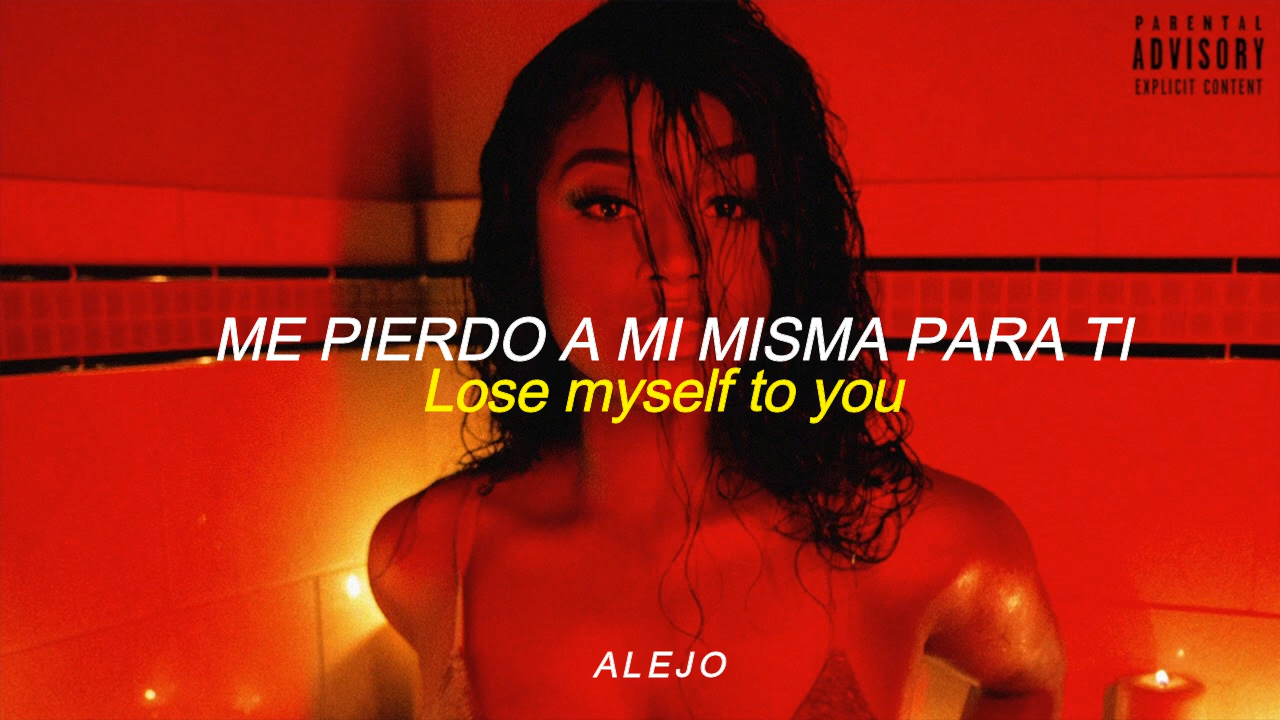 PARENTAL
ADVISORY
EXPLICIT CONTENT
ME PIERDO A MI MISMA PARA TI
Lose myself to you
ALEJO